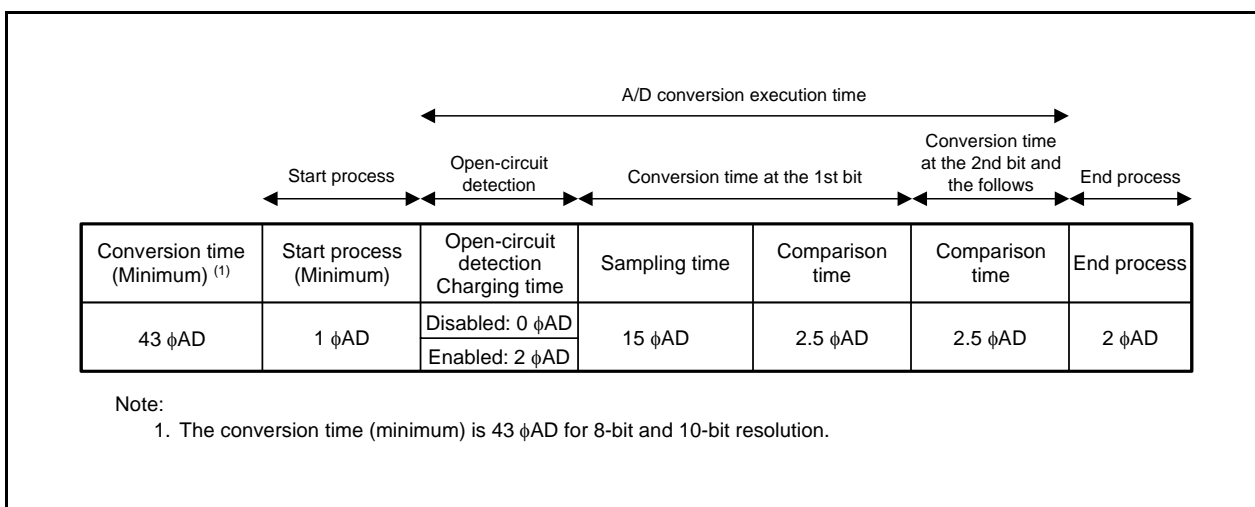 A/D conversion execution time
Start process
Open-circuit
detection
Conversion time at the 1st bit
Conversion time
at the 2nd bit and
the follows
End process
Conversion time
(Minimum) (1)
Start process
(Minimum)
Open-circuit
detection
Charging time
Sampling time
Comparison
time
Comparison
time
End process
43 ϕAD
1 ϕAD
Disabled: 0 ϕAD
Enabled: 2 ϕAD
15 ϕAD
2.5 ϕAD
2.5 ϕAD
2 ϕAD
Note:
1. The conversion time (minimum) is 43 ϕAD for 8-bit and 10-bit resolution.